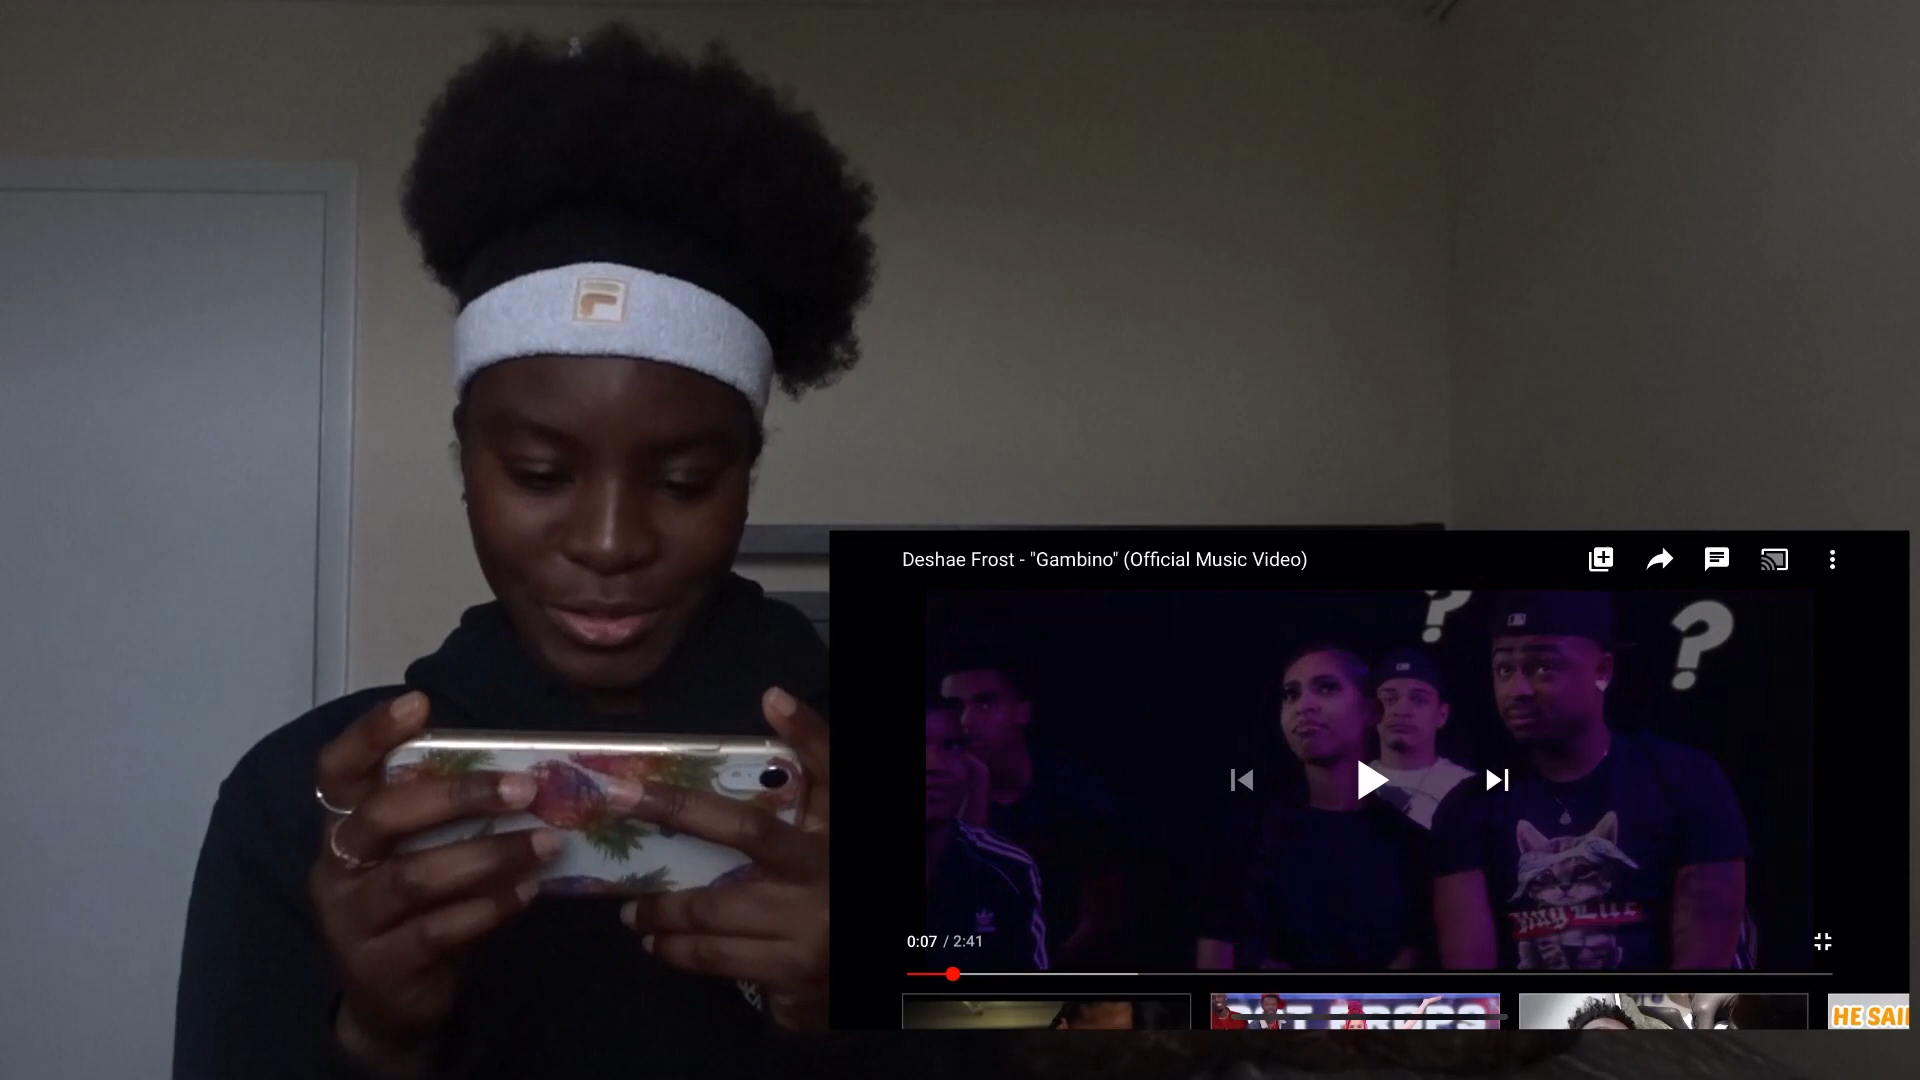 Deshae Frost - "Gambino" (Official Music Video)
?
?
0:07 / 2:41
HE SAI